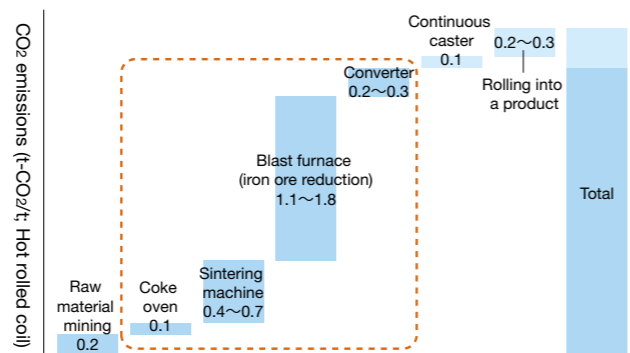 CO2 emissions (t-CO2/t; Hot rolled coil)
Raw
material
mining
0.2
Coke
oven
0.1
Sintering
machine
0.4～0.7
Blast furnace
(iron ore reduction)
1.1～1.8
Converter
0.2～0.3
Continuous
caster
0.1
0.2～0.3
Rolling into
a product
Total